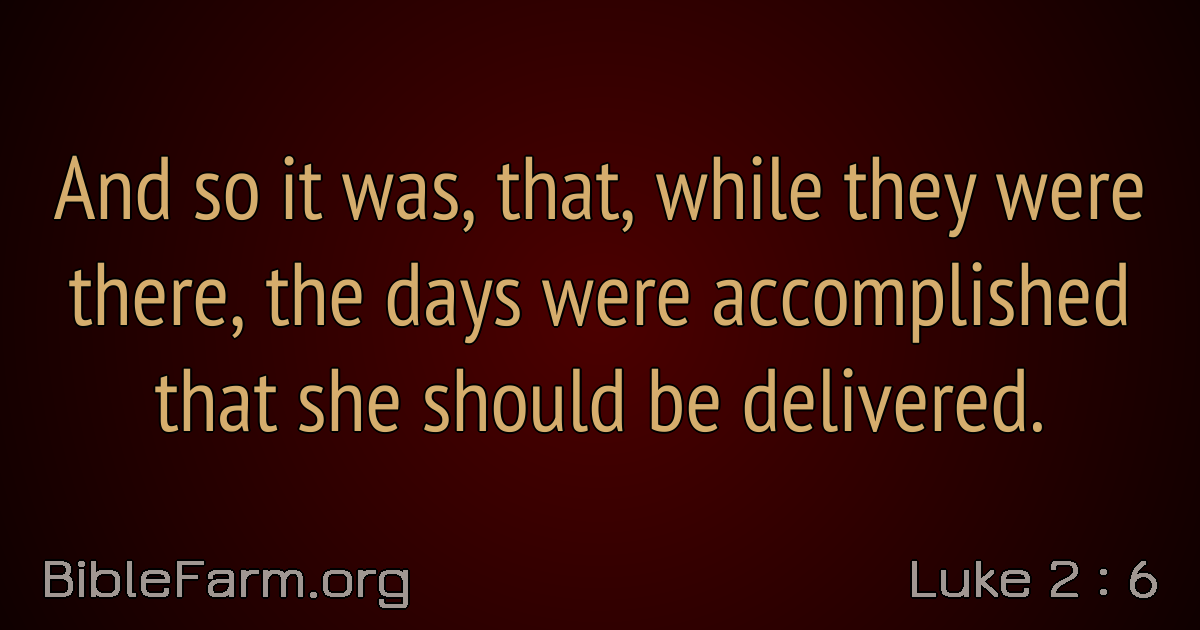 And so it was, that, while they were
there, the days were accomplished
that she should be delivered.
BibleFarm.org
Luke 2 : 6